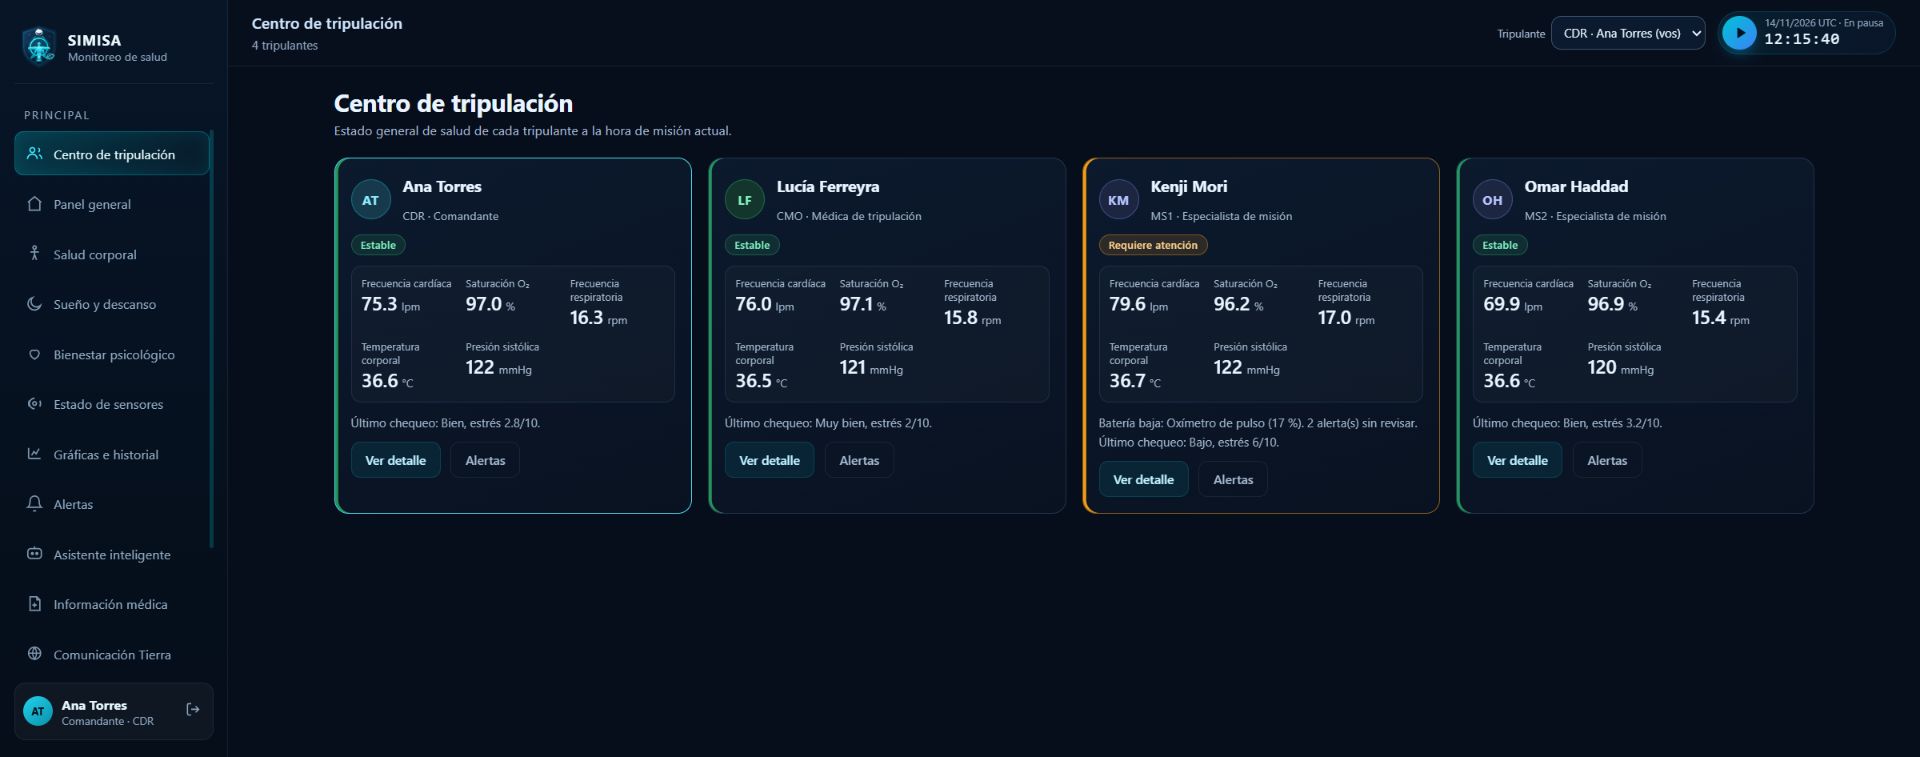 SIMISA
Monitoreo de salud
PRINCIPAL
Centro de tripulación
Panel general
Salud corporal
Sueño y descanso
Bienestar psicológico
Estado de sensores
Gráficas e historial
Alertas
Asistente inteligente
Información médica
Comunicación Tierra
AT
Ana Torres
Comandante · CDR
Centro de tripulación
4 tripulantes
Tripulante
CDR · Ana Torres (vos)
14/11/2026 UTC · En pausa
12:15:40
Centro de tripulación
Estado general de salud de cada tripulante a la hora de misión actual.
AT
Ana Torres
CDR · Comandante
Estable
Frecuencia cardíaca
75.3 lpm
Saturación O₂
97.0 %
Frecuencia
respiratoria
16.3 rpm
Temperatura
corporal
36.6 °C
Presión sistólica
122 mmHg
Último chequeo: Bien, estrés 2.8/10.
Ver detalle
Alertas
LF
Lucía Ferreyra
CMO · Médica de tripulación
Estable
Frecuencia cardíaca
76.0 lpm
Saturación O₂
97.1 %
Frecuencia
respiratoria
15.8 rpm
Temperatura
corporal
36.5 °C
Presión sistólica
121 mmHg
Último chequeo: Muy bien, estrés 2/10.
Ver detalle
Alertas
KM
Kenji Mori
MS1 · Especialista de misión
Requiere atención
Frecuencia cardíaca
79.6 lpm
Saturación O₂
96.2 %
Frecuencia
respiratoria
17.0 rpm
Temperatura
corporal
36.7 °C
Presión sistólica
122 mmHg
Batería baja: Oxímetro de pulso (17 %). 2 alerta(s) sin revisar.
Último chequeo: Bajo, estrés 6/10.
Ver detalle
Alertas
OH
Omar Haddad
MS2 · Especialista de misión
Estable
Frecuencia cardíaca
69.9 lpm
Saturación O₂
96.9 %
Frecuencia
respiratoria
15.4 rpm
Temperatura
corporal
36.6 °C
Presión sistólica
120 mmHg
Último chequeo: Bien, estrés 3.2/10.
Ver detalle
Alertas